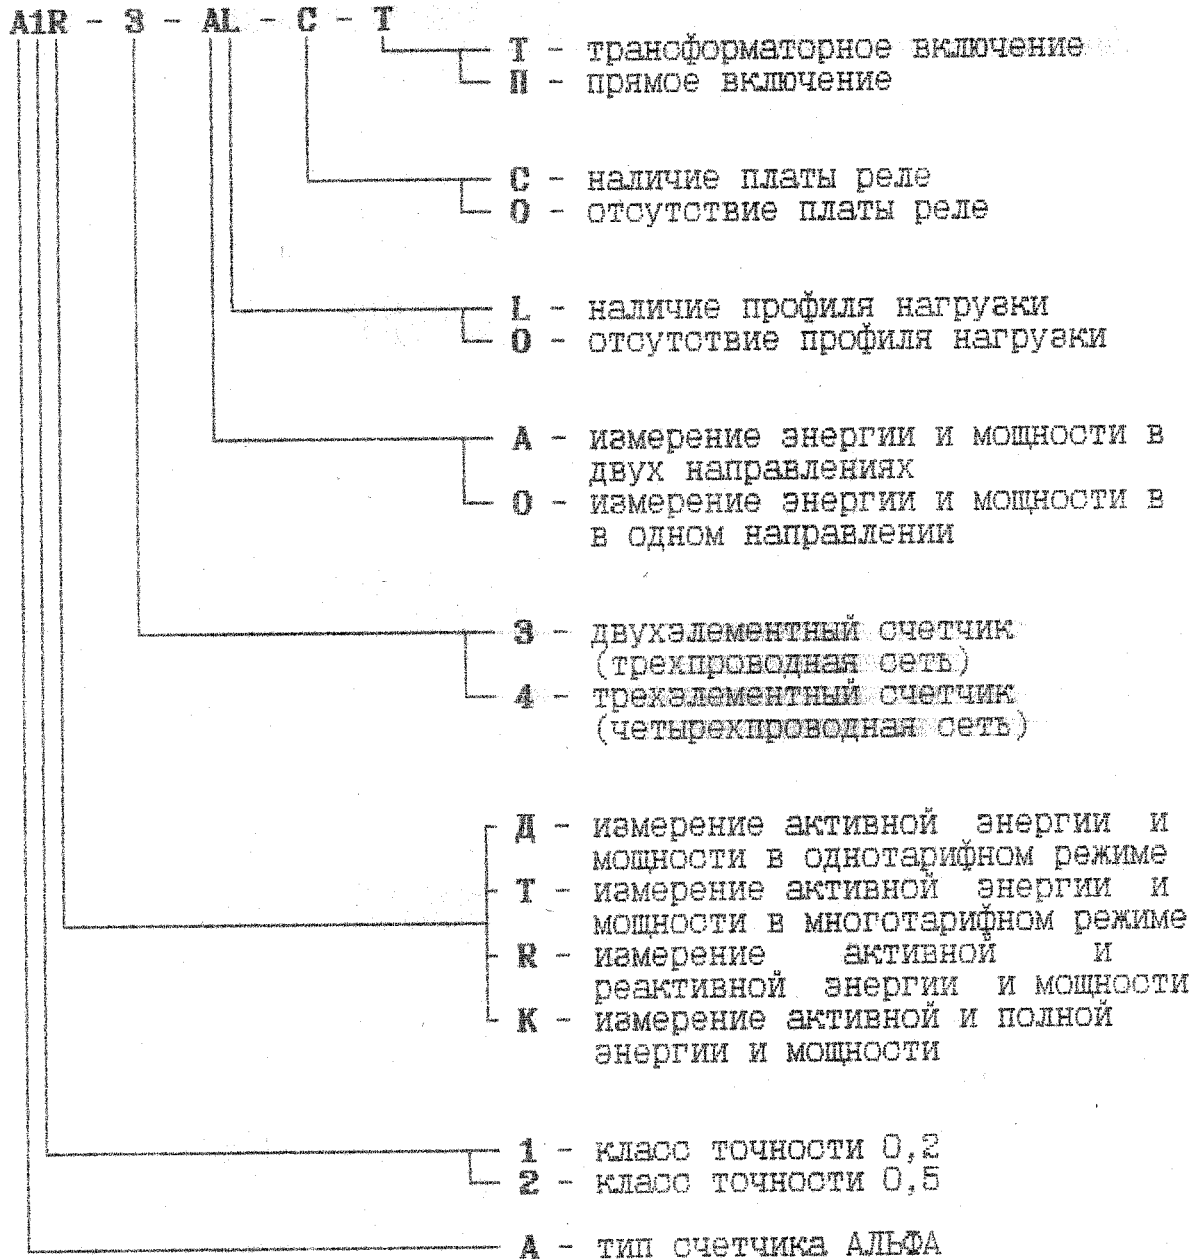 A1R - 3 - AL - C - T
T - трансформаторное включение
П - прямое включение
C - наличие платы реле
0 - отсутствие платы реле
L - наличие профиля нагрузки
0 - отсутствие профиля нагрузки
А - измерение энергии и мощности в
двух направлениях
0 - измерение энергии и мощности в
в одном направлении
3 - двухэлементный счетчик
(трехпроводная сеть)
4 - трехэлементный счетчик
(четырехпроводная сеть)
Д - измерение активной энергии и
мощности в однотарифном режиме
T - измерение активной энергии и
мощности в многотарифном режиме
R - измерение активной и
реактивной энергии и мощности
К - измерение активной и полной
энергии и мощности
1 - класс точности 0,2
2 - класс точности 0,5
А - тип счетчика АЛЬФА